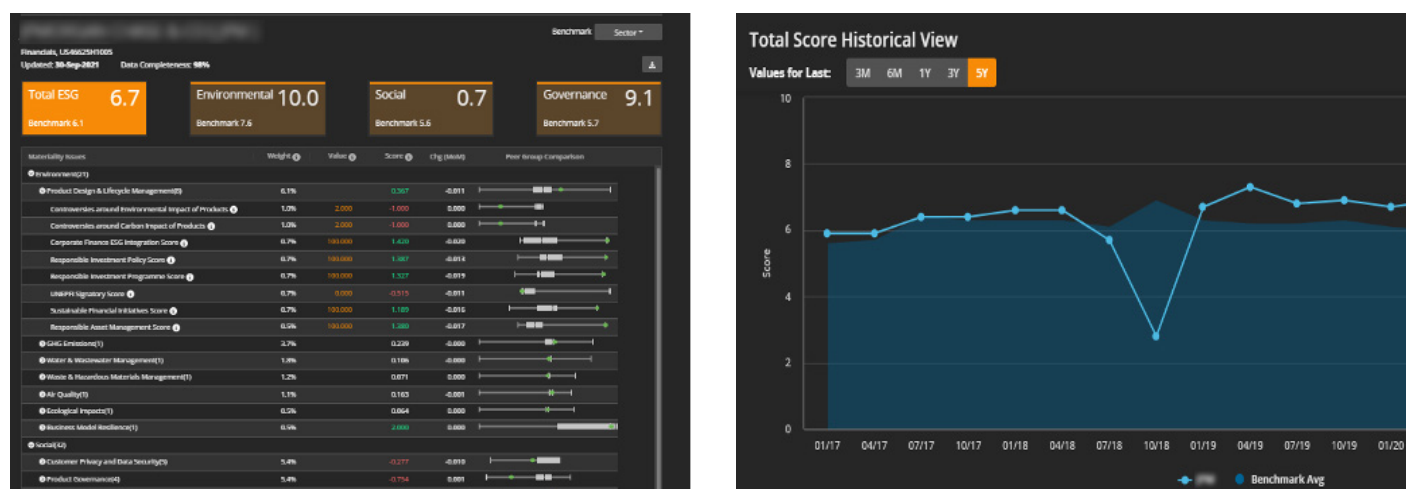 Benchmark Sector
Financials, US46625H1005
Updated: 30-Sep-2021 Data Completeness: 98%
Total ESG 6.7
Benchmark 6.1
Environmental 10.0
Benchmark 7.6
Social 0.7
Benchmark 5.6
Governance 9.1
Benchmark 5.7
Materiality Issues Weight Value Score Chg (MoM) Peer Group Comparison
Environment(21)
Product Design & Lifecycle Management(8) 6.1% 0.367 -0.011
Controversies around Environmental Impact of Products 1.0% 2.000 -1.000 0.000
Controversies around Carbon Impact of Products 1.0% 2.000 -1.000 0.000
Corporate Finance ESG Integration Score 0.7% 100.000 1.420 -0.020
Responsible Investment Policy Score 0.7% 100.000 1.387 -0.013
Responsible Investment Programme Score 0.7% 100.000 1.327 -0.019
UNEPFI Signatory Score 0.7% 0.000 -0.515 -0.011
Sustainable Financial Initiatives Score 0.7% 100.000 1.189 -0.016
Responsible Asset Management Score 0.5% 100.000 1.380 -0.017
GHG Emissions(1) 3.7% 0.239 -0.000
Water & Wastewater Management(1) 1.8% 0.186 -0.000
Waste & Hazardous Materials Management(1) 1.2% 0.071 0.000
Air Quality(1) 1.1% 0.163 -0.001
Ecological Impacts(1) 0.5% 0.064 0.000
Business Model Resilience(1) 0.5% 2.000 0.000
Social(32)
Customer Privacy and Data Security(5) 5.4% -0.277 -0.010
Product Governance(4) 5.4% -0.754 0.001
Total Score Historical View
Values for Last: 3M 6M 1Y 3Y 5Y
10
8
6
4
2
0
Score
01/17 04/17 07/17 10/17 01/18 04/18 07/18 10/18 01/19 04/19 07/19 10/19 01/20
Benchmark Avg